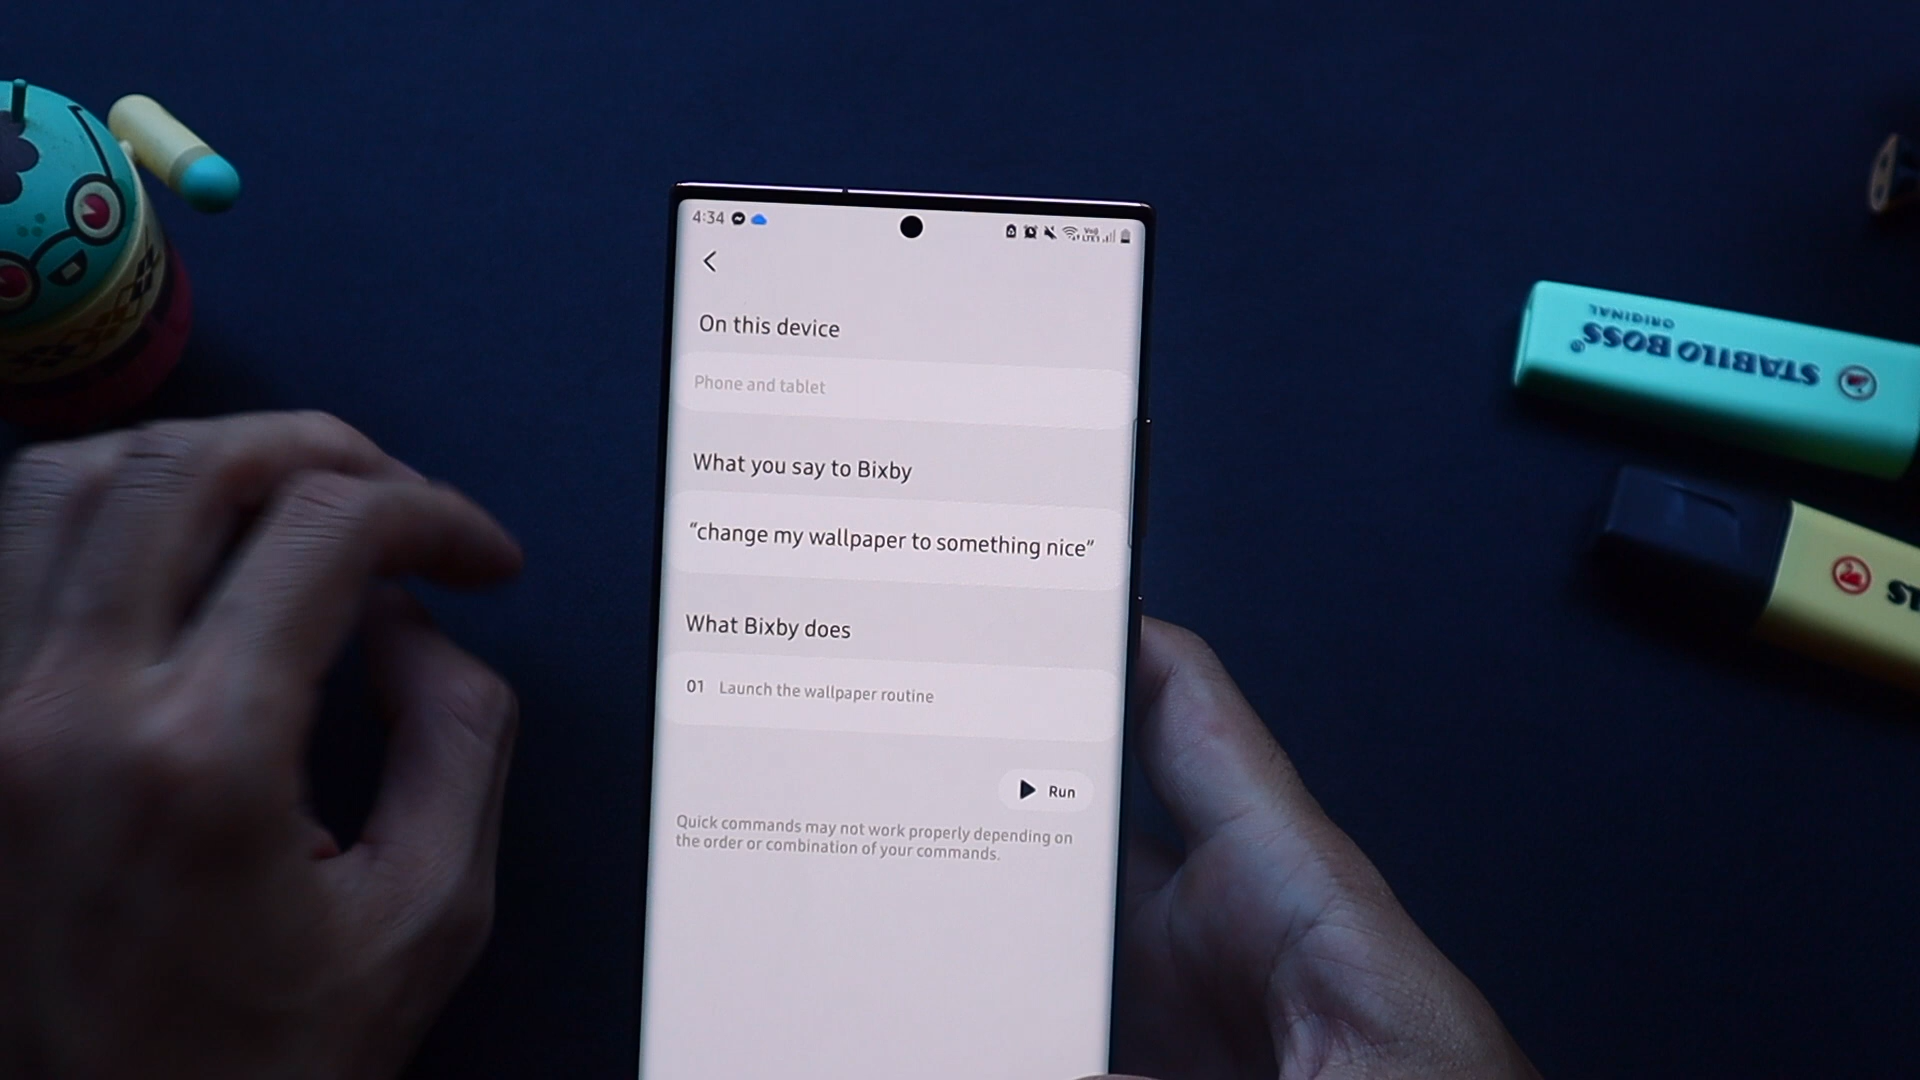 4:34
On this device
Phone and tablet
What you say to Bixby
“change my wallpaper to something nice”
What Bixby does
01 Launch the wallpaper routine
Run
Quick commands may not work properly depending on
the order or combination of your commands.
STABILO BOSS®
ORIGINAL